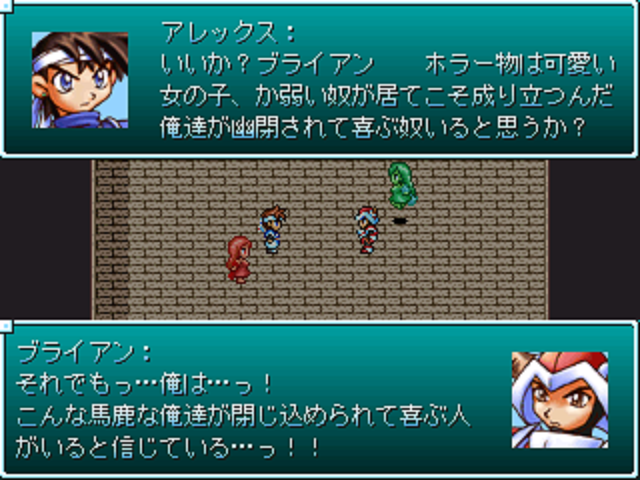 アレックス：
いいか？ブライアン　　ホラー物は可愛い
女の子、か弱い奴が居てこそ成り立つんだ
俺達が幽閉されて喜ぶ奴いると思うか？
ブライアン：
それでもっ…俺は…っ！
こんな馬鹿な俺達が閉じ込められて喜ぶ人
がいると信じている…っ！！